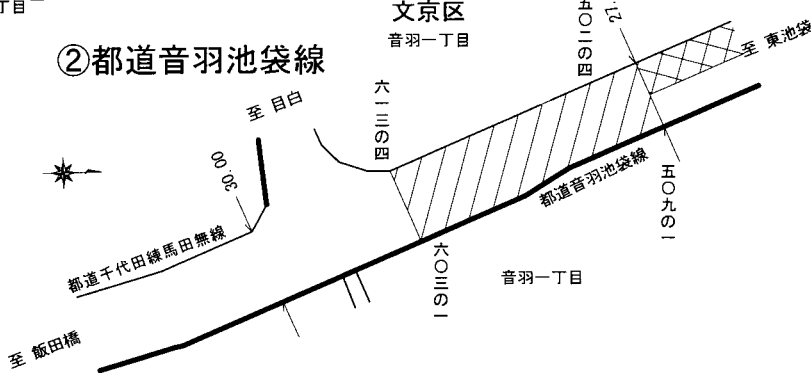 丁目
文京区
音羽一丁目
②都道音羽池袋線
五〇二の四
27.
至 東池袋
六一三の四
至 目白
30.00
都道音羽池袋線
五〇九の一
都道千代田練馬田無線
六〇三の一
音羽一丁目
至 飯田橋